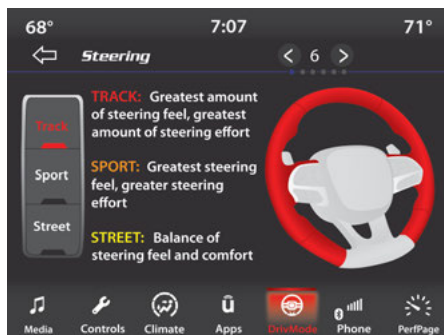 68° 7:07 71°
Steering < 6 >
TRACK: Greatest amount
of steering feel, greatest
amount of steering effort
Track
SPORT: Greatest steering
feel, greater steering
effort
Sport
STREET: Balance of
steering feel and comfort
Street
Media Controls Climate Apps DrivMode Phone PerfPage